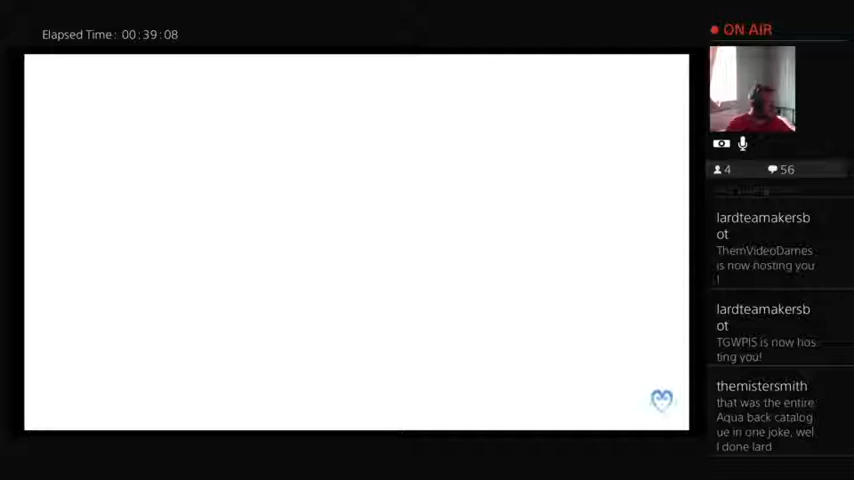 Elapsed Time: 00:39:08
ON AIR
4
56
lardteamakersb
ot
ThemVideoDames
is now hosting you
!
lardteamakersb
ot
TGWPIS is now hos
ting you!
themistersmith
that was the entire
Aqua back catalog
ue in one joke, wel
l done lard